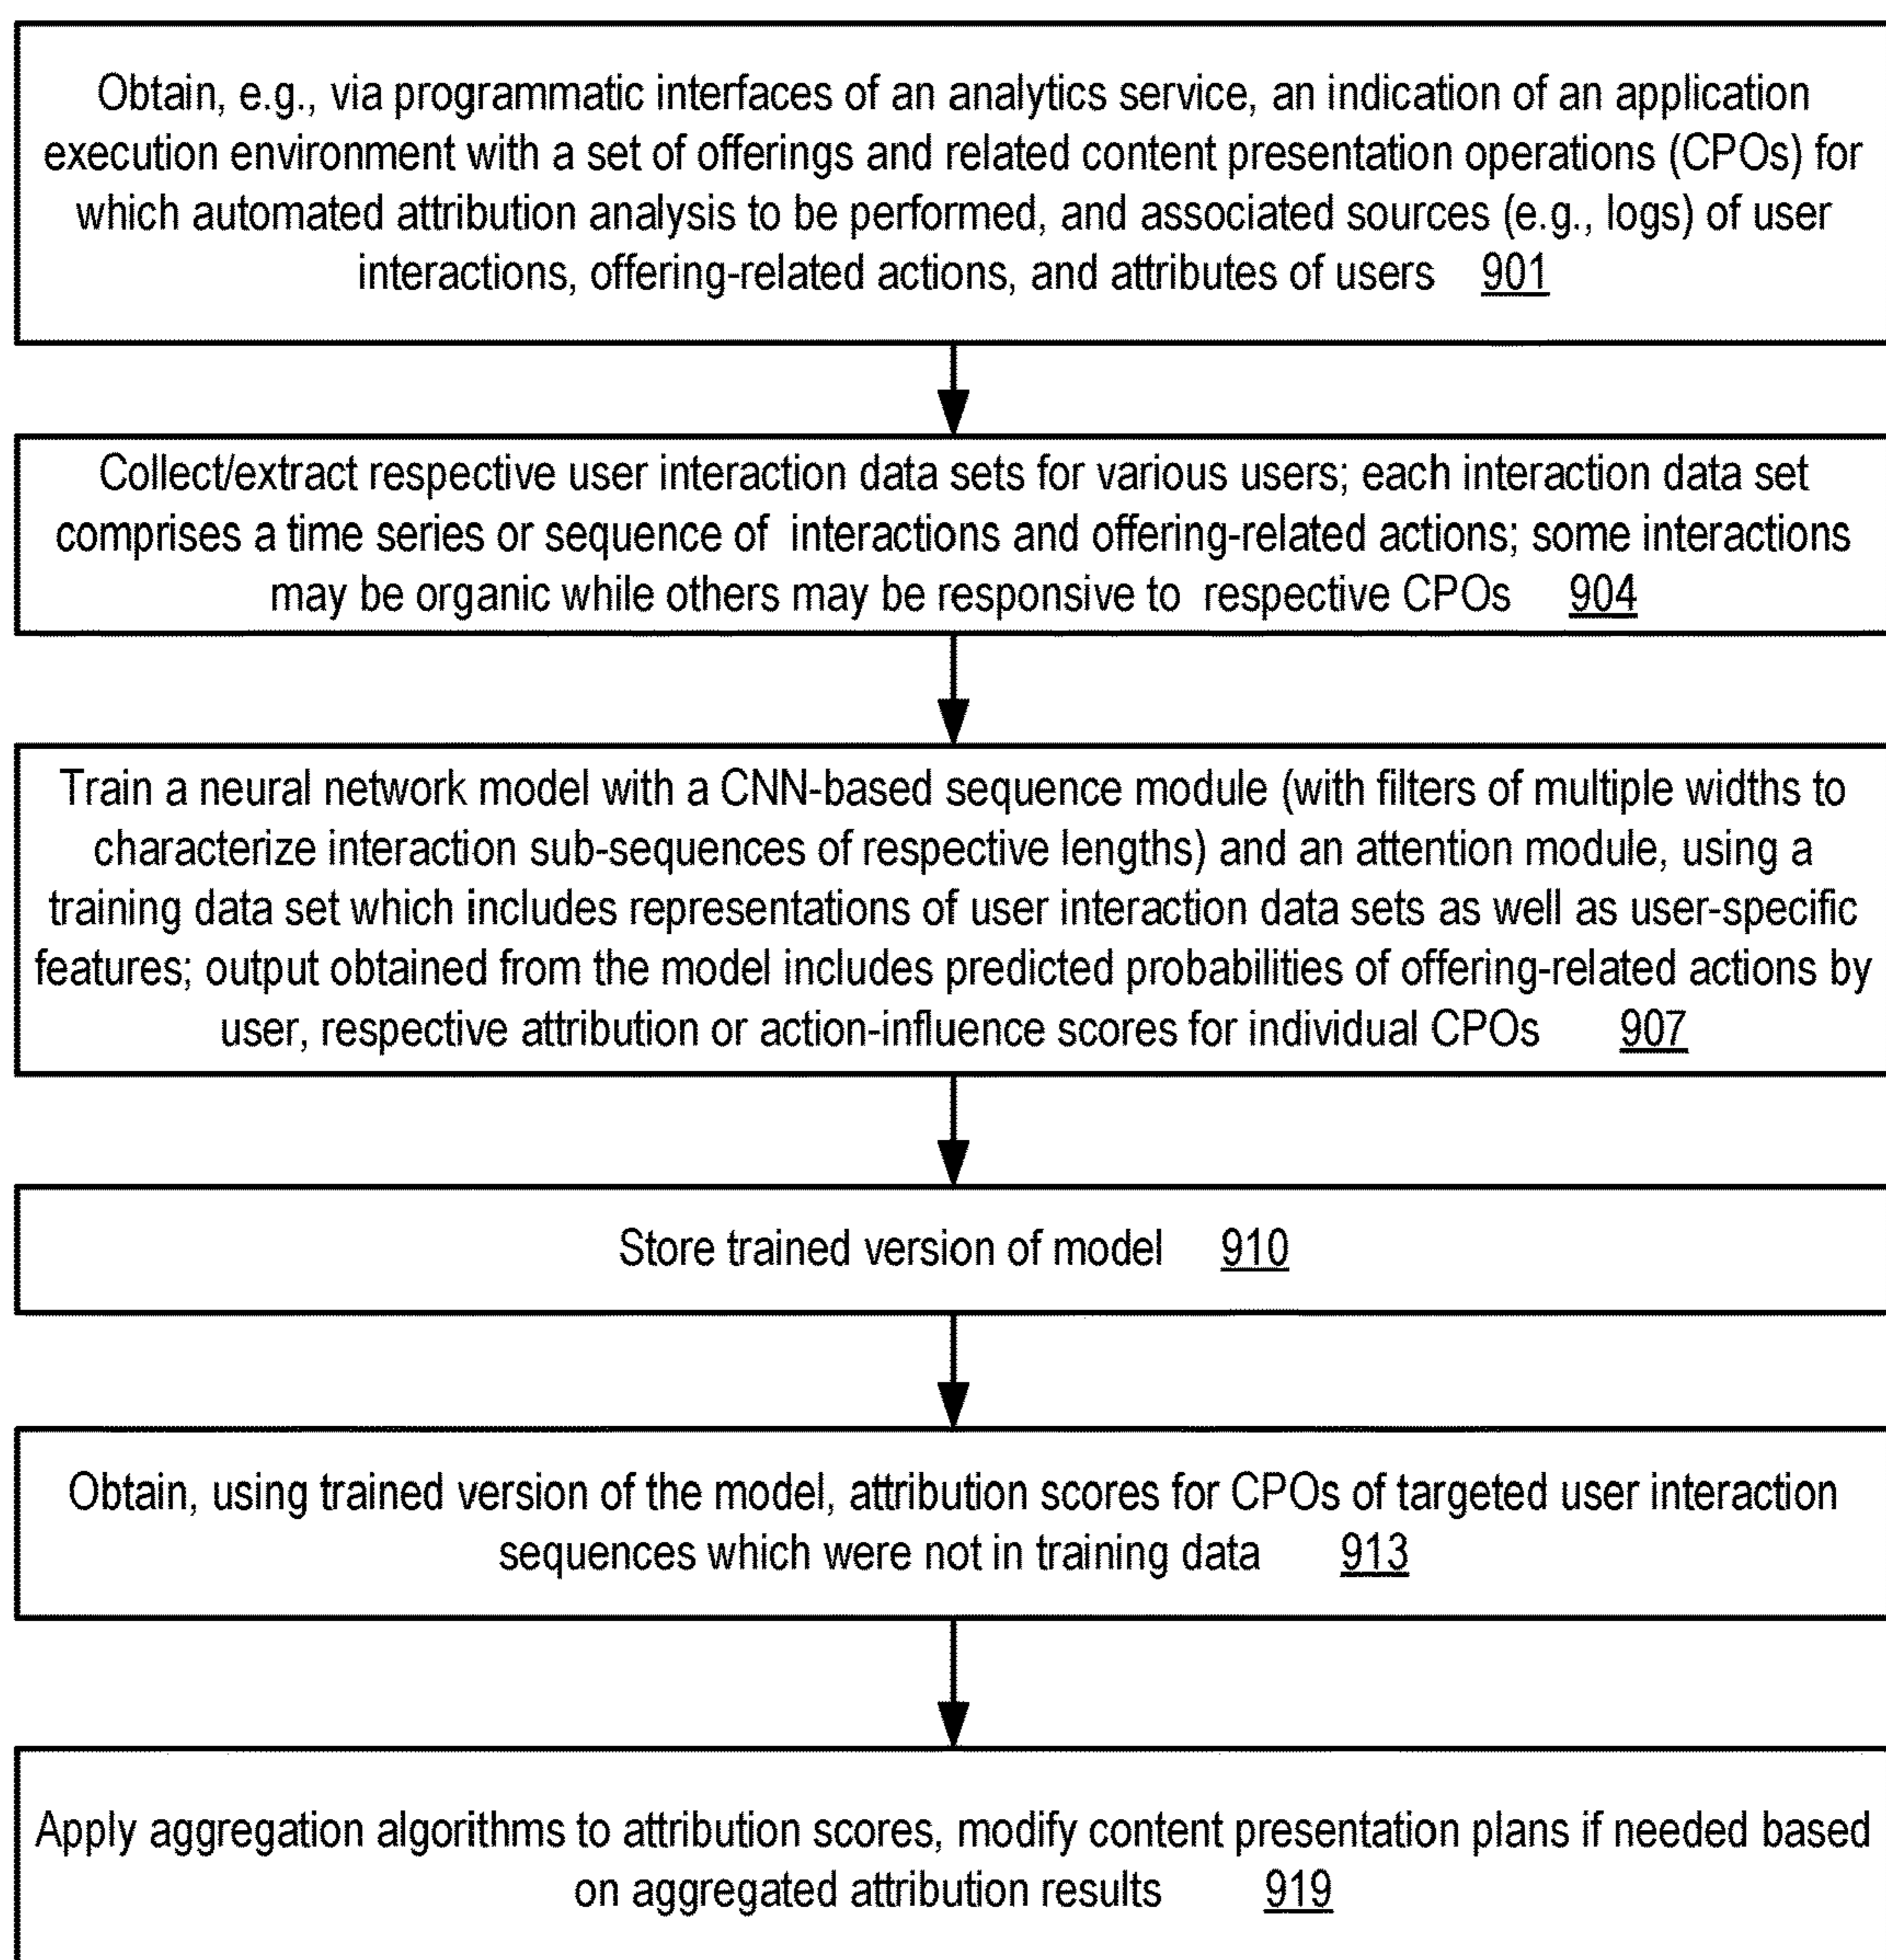 Obtain, e.g., via programmatic interfaces of an analytics service, an indication of an application
execution environment with a set of offerings and related content presentation operations (CPOs) for
which automated attribution analysis to be performed, and associated sources (e.g., logs) of user
interactions, offering-related actions, and attributes of users 901
Collect/extract respective user interaction data sets for various users; each interaction data set
comprises a time series or sequence of interactions and offering-related actions; some interactions
may be organic while others may be responsive to respective CPOs 904
Train a neural network model with a CNN-based sequence module (with filters of multiple widths to
characterize interaction sub-sequences of respective lengths) and an attention module, using a
training data set which includes representations of user interaction data sets as well as user-specific
features; output obtained from the model includes predicted probabilities of offering-related actions by
user, respective attribution or action-influence scores for individual CPOs 907
Store trained version of model 910
Obtain, using trained version of the model, attribution scores for CPOs of targeted user interaction
sequences which were not in training data 913
Apply aggregation algorithms to attribution scores, modify content presentation plans if needed based
on aggregated attribution results 919